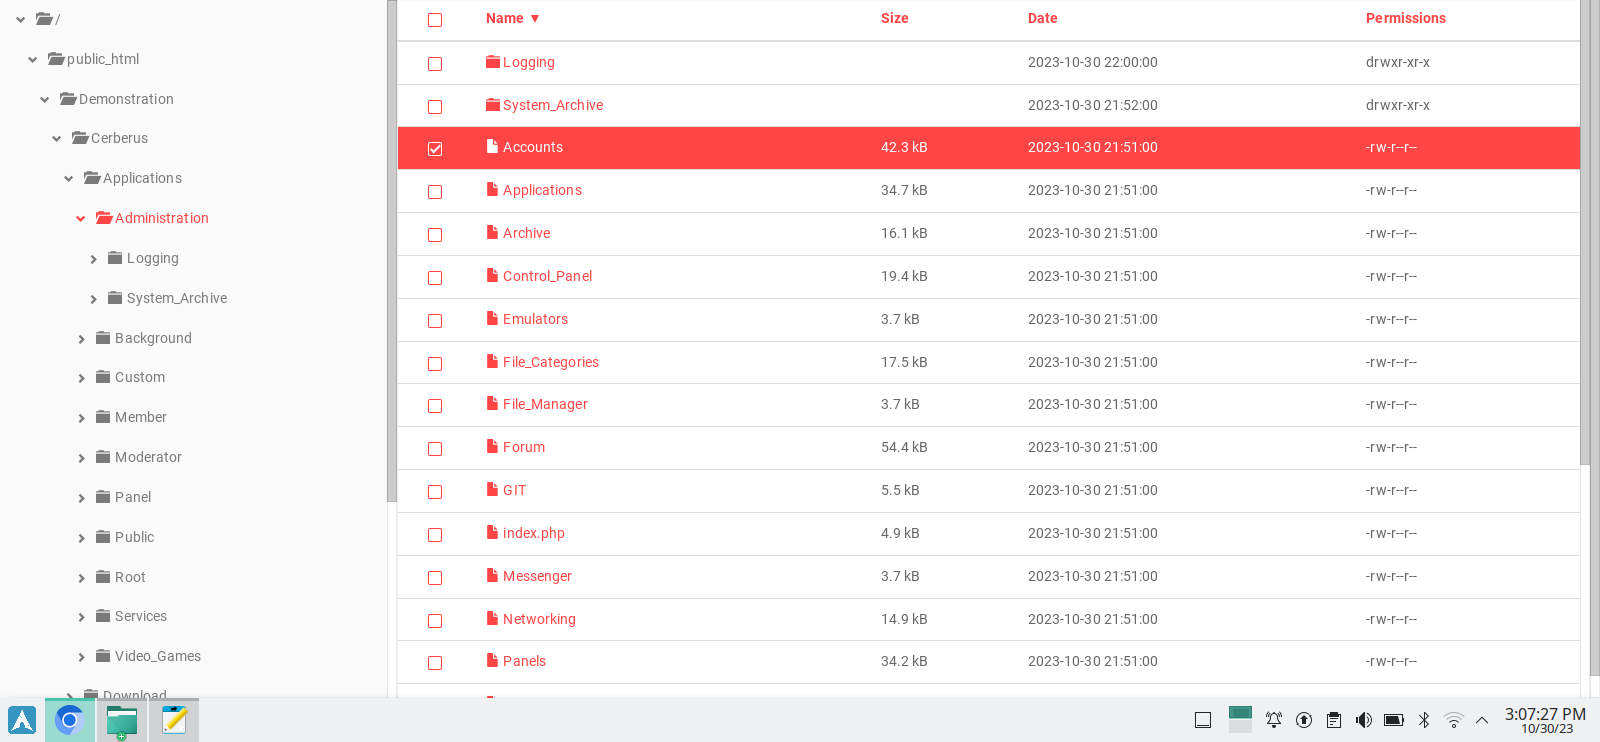 /
public_html
Demonstration
Cerberus
Applications
Administration
Logging
System_Archive
Background
Custom
Member
Moderator
Panel
Public
Root
Services
Video_Games
Download
Name ▼ Size Date Permissions
Logging 2023-10-30 22:00:00 drwxr-xr-x
System_Archive 2023-10-30 21:52:00 drwxr-xr-x
Accounts 42.3 kB 2023-10-30 21:51:00 -rw-r--r--
Applications 34.7 kB 2023-10-30 21:51:00 -rw-r--r--
Archive 16.1 kB 2023-10-30 21:51:00 -rw-r--r--
Control_Panel 19.4 kB 2023-10-30 21:51:00 -rw-r--r--
Emulators 3.7 kB 2023-10-30 21:51:00 -rw-r--r--
File_Categories 17.5 kB 2023-10-30 21:51:00 -rw-r--r--
File_Manager 3.7 kB 2023-10-30 21:51:00 -rw-r--r--
Forum 54.4 kB 2023-10-30 21:51:00 -rw-r--r--
GIT 5.5 kB 2023-10-30 21:51:00 -rw-r--r--
index.php 4.9 kB 2023-10-30 21:51:00 -rw-r--r--
Messenger 3.7 kB 2023-10-30 21:51:00 -rw-r--r--
Networking 14.9 kB 2023-10-30 21:51:00 -rw-r--r--
Panels 34.2 kB 2023-10-30 21:51:00 -rw-r--r--
3:07:27 PM
10/30/23